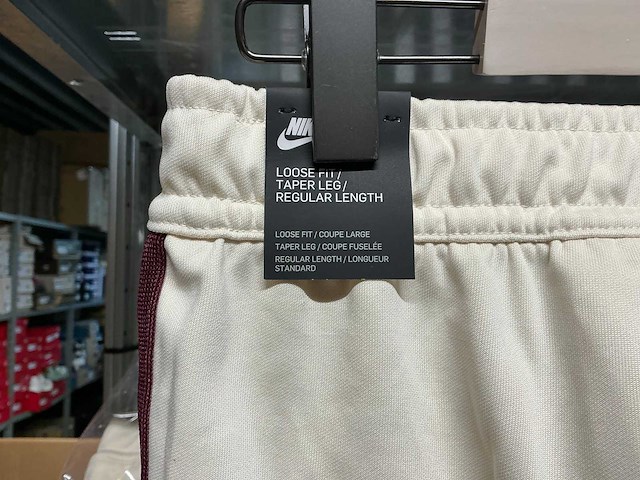 LOOSE FIT/
TAPER LEG/
REGULAR LENGTH
LOOSE FIT / COUPE LARGE
TAPER LEG / COUPE FUSELÉE
REGULAR LENGTH / LONGUEUR
STANDARD